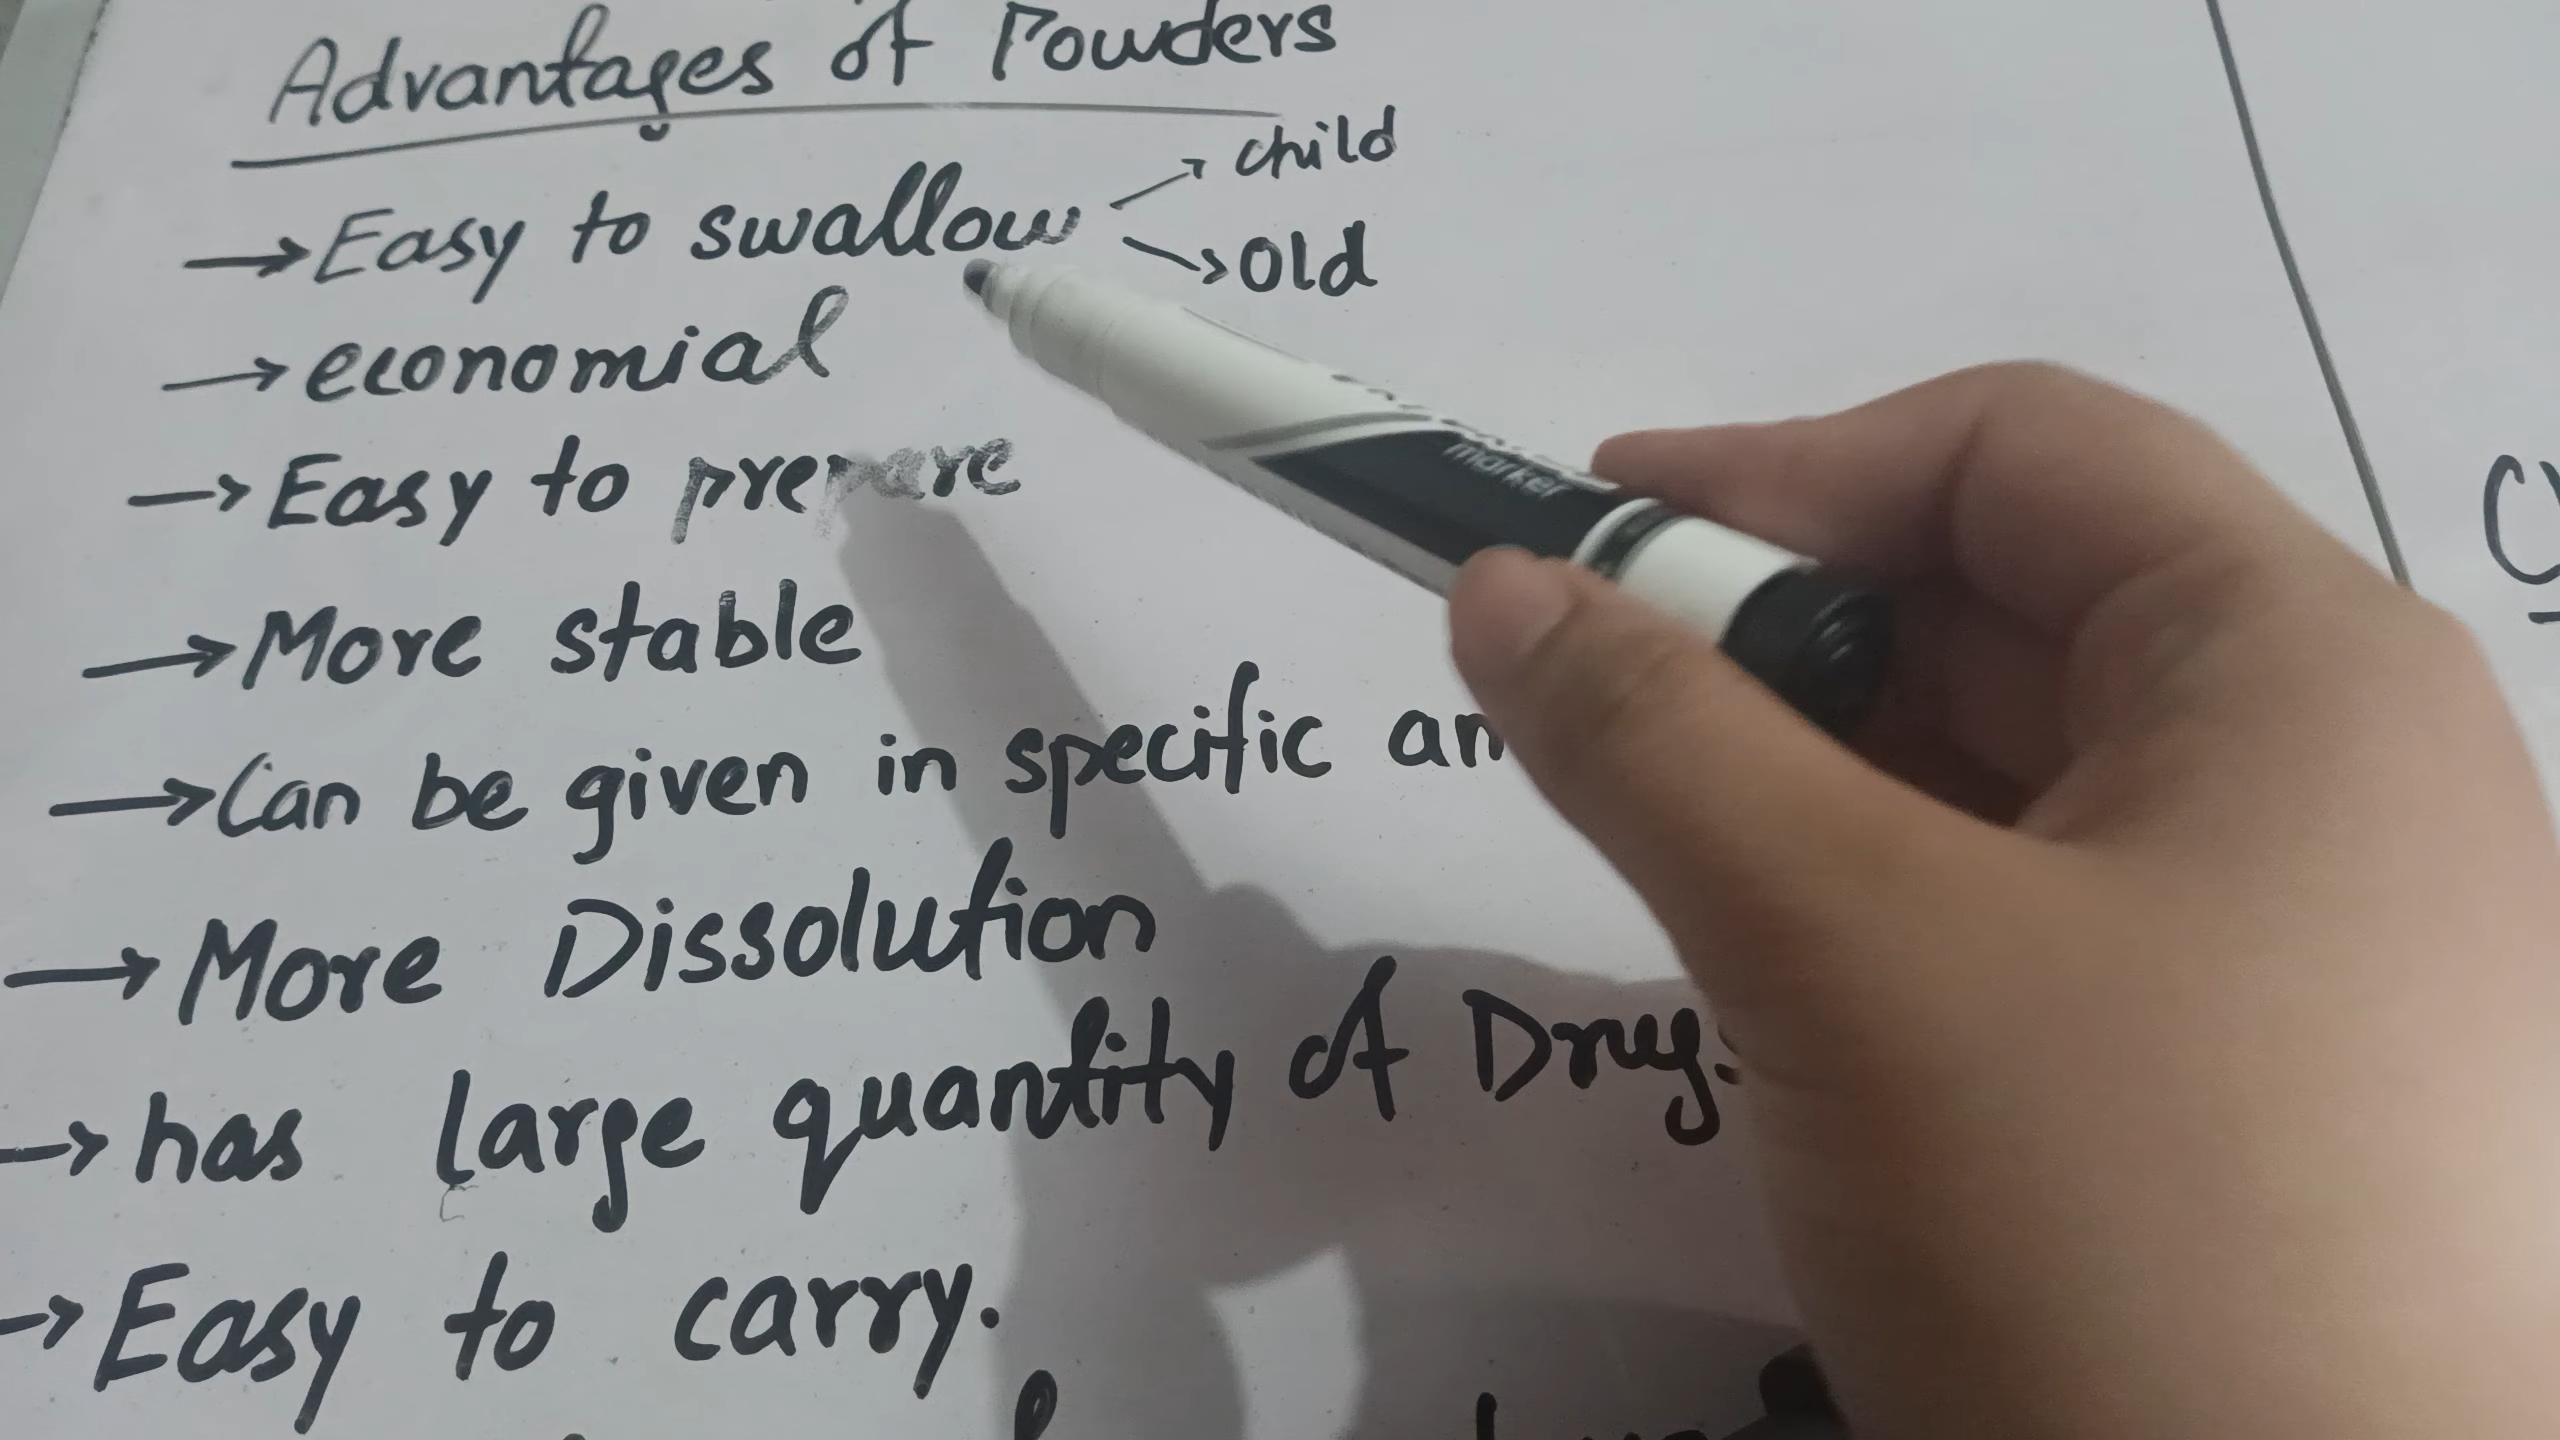 Advantages of Powders
→ Easy to swallow → child
→ Old
→ economial
→ Easy to prepare
→ More stable
→ Can be given in specific
→ More Dissolution
→ has large quantity of Drug.
→ Easy to carry.
marker